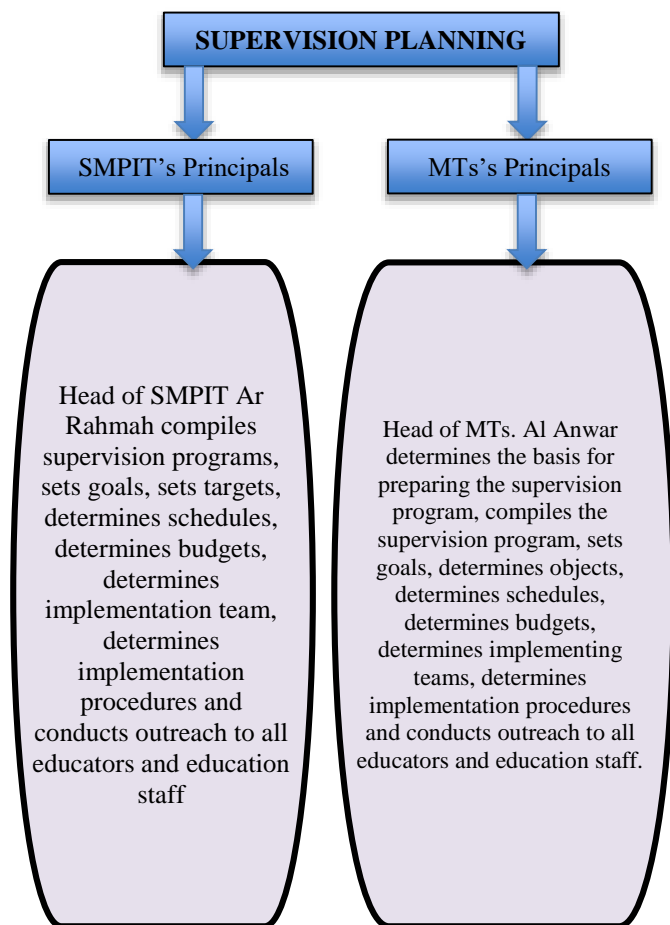 SUPERVISION PLANNING
SMPIT’s Principals
MTs’s Principals
Head of SMPIT Ar
Rahmah compiles
supervision programs,
sets goals, sets targets,
determines schedules,
determines budgets,
determines
implementation team,
determines
implementation
procedures and
conducts outreach to all
educators and education
staff
Head of MTs. Al Anwar
determines the basis for
preparing the supervision
program, compiles the
supervision program, sets
goals, determines objects,
determines schedules,
determines budgets,
determines implementing
teams, determines
implementation procedures
and conducts outreach to all
educators and education staff.